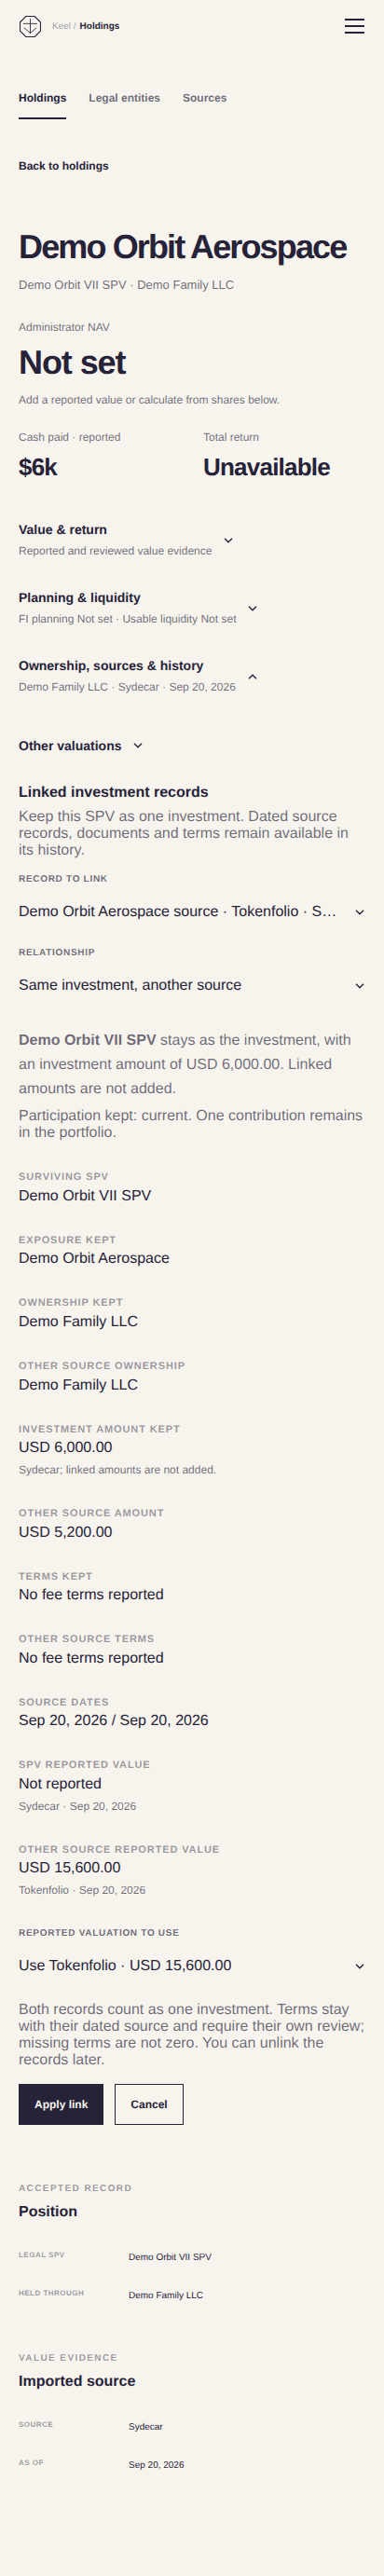 Keel / Holdings
Holdings Legal entities Sources
Back to holdings
Demo Orbit Aerospace
Demo Orbit VII SPV · Demo Family LLC
Administrator NAV
Not set
Add a reported value or calculate from shares below.
Cash paid · reported Total return
$6k Unavailable
Value & return
Reported and reviewed value evidence
Planning & liquidity
FI planning Not set · Usable liquidity Not set
Ownership, sources & history
Demo Family LLC · Sydecar · Sep 20, 2026
Other valuations
Linked investment records
Keep this SPV as one investment. Dated source
records, documents and terms remain available in
its history.
RECORD TO LINK
Demo Orbit Aerospace source · Tokenfolio · S…
RELATIONSHIP
Same investment, another source
Demo Orbit VII SPV stays as the investment, with
an investment amount of USD 6,000.00. Linked
amounts are not added.
Participation kept: current. One contribution remains
in the portfolio.
SURVIVING SPV
Demo Orbit VII SPV
EXPOSURE KEPT
Demo Orbit Aerospace
OWNERSHIP KEPT
Demo Family LLC
OTHER SOURCE OWNERSHIP
Demo Family LLC
INVESTMENT AMOUNT KEPT
USD 6,000.00
Sydecar; linked amounts are not added.
OTHER SOURCE AMOUNT
USD 5,200.00
TERMS KEPT
No fee terms reported
OTHER SOURCE TERMS
No fee terms reported
SOURCE DATES
Sep 20, 2026 / Sep 20, 2026
SPV REPORTED VALUE
Not reported
Sydecar · Sep 20, 2026
OTHER SOURCE REPORTED VALUE
USD 15,600.00
Tokenfolio · Sep 20, 2026
REPORTED VALUATION TO USE
Use Tokenfolio · USD 15,600.00
Both records count as one investment. Terms stay
with their dated source and require their own review;
missing terms are not zero. You can unlink the
records later.
Apply link Cancel
ACCEPTED RECORD
Position
LEGAL SPV Demo Orbit VII SPV
HELD THROUGH Demo Family LLC
VALUE EVIDENCE
Imported source
SOURCE Sydecar
AS OF Sep 20, 2026